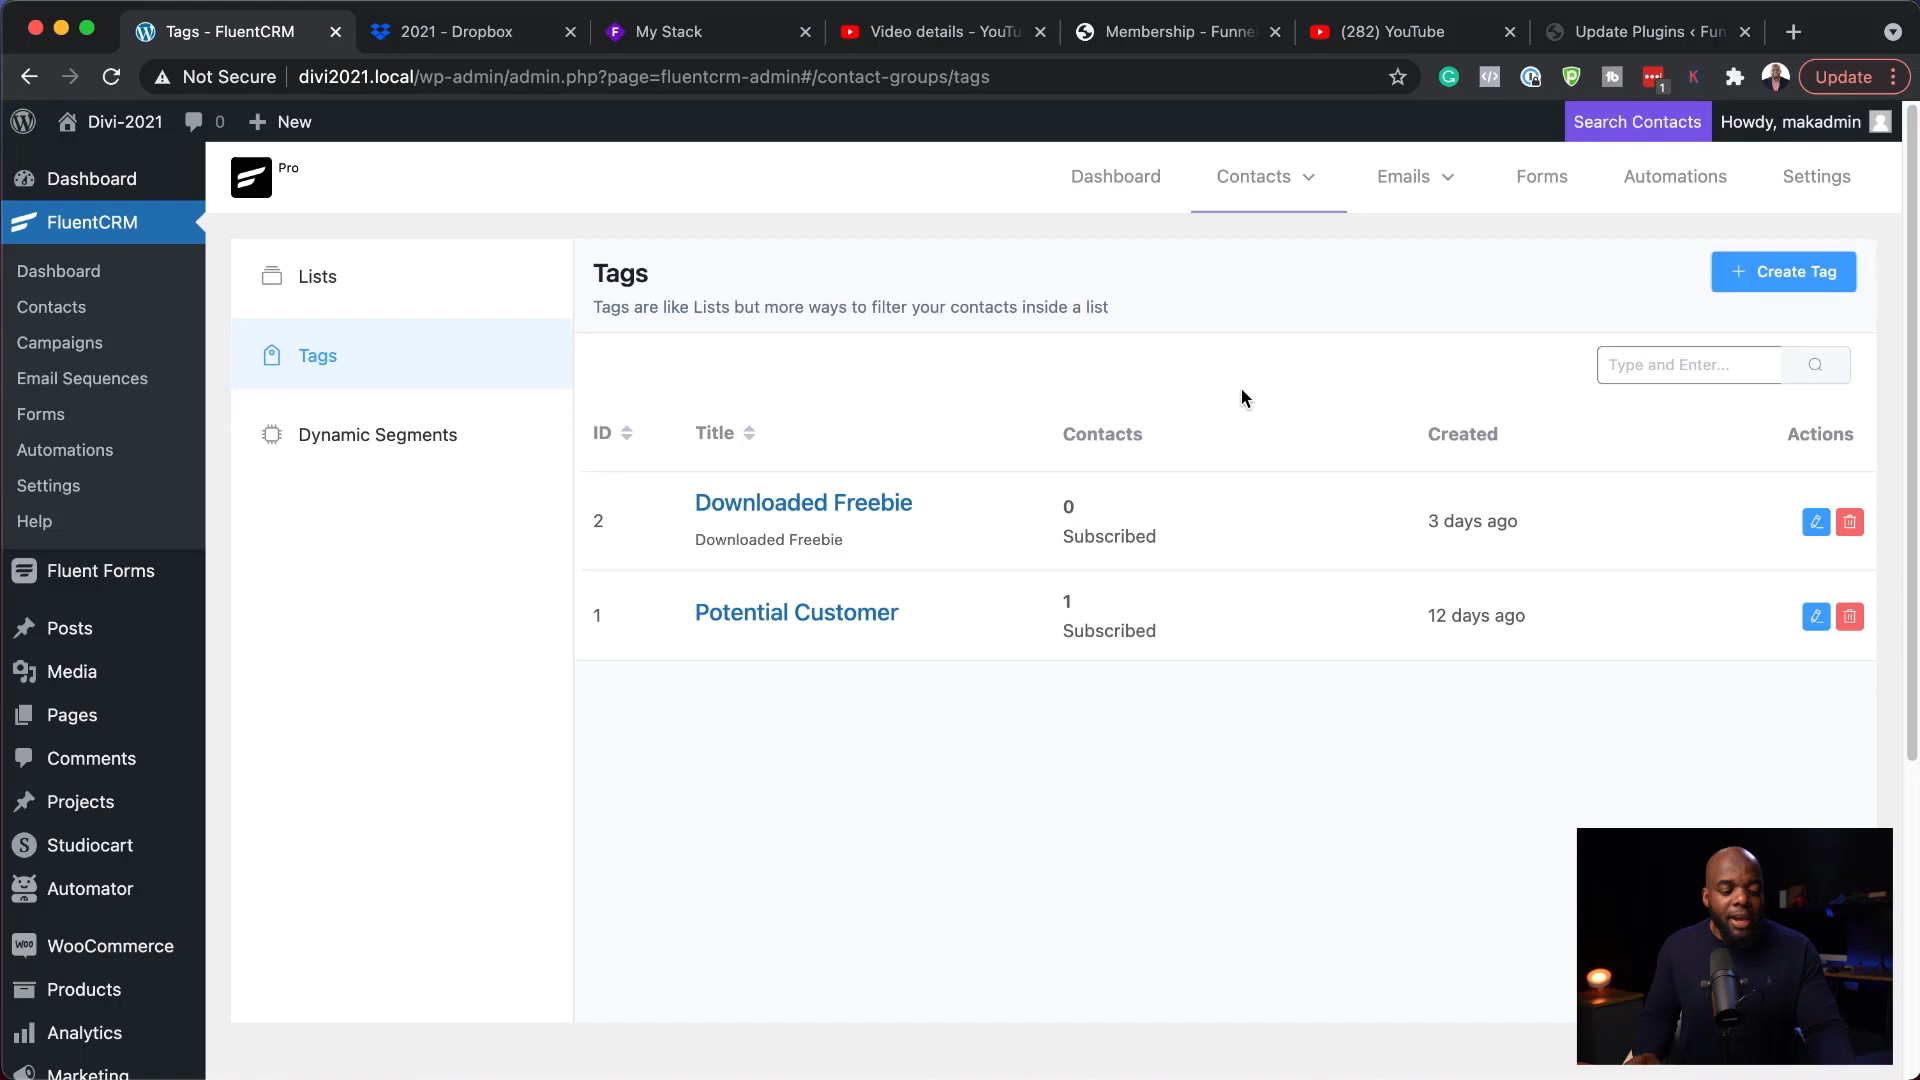 Tags - FluentCRM
2021 - Dropbox
My Stack
Video details - YouTu
Membership - Funne
(282) YouTube
Update Plugins ‹ Fun
Not Secure
divi2021.local/wp-admin/admin.php?page=fluentcrm-admin#/contact-groups/tags
1
Update
Divi-2021
0
New
Search Contacts
Howdy, makadmin
Dashboard
FluentCRM
Dashboard
Contacts
Campaigns
Email Sequences
Forms
Automations
Settings
Help
Fluent Forms
Posts
Media
Pages
Comments
Projects
Studiocart
Automator
WooCommerce
Products
Analytics
Marketing
Pro
Dashboard
Contacts
Emails
Forms
Automations
Settings
Lists
Tags
Dynamic Segments
Tags
Tags are like Lists but more ways to filter your contacts inside a list
+ Create Tag
Type and Enter...
ID
Title
Contacts
Created
Actions
2
Downloaded Freebie
Downloaded Freebie
0
Subscribed
3 days ago
1
Potential Customer
1
Subscribed
12 days ago